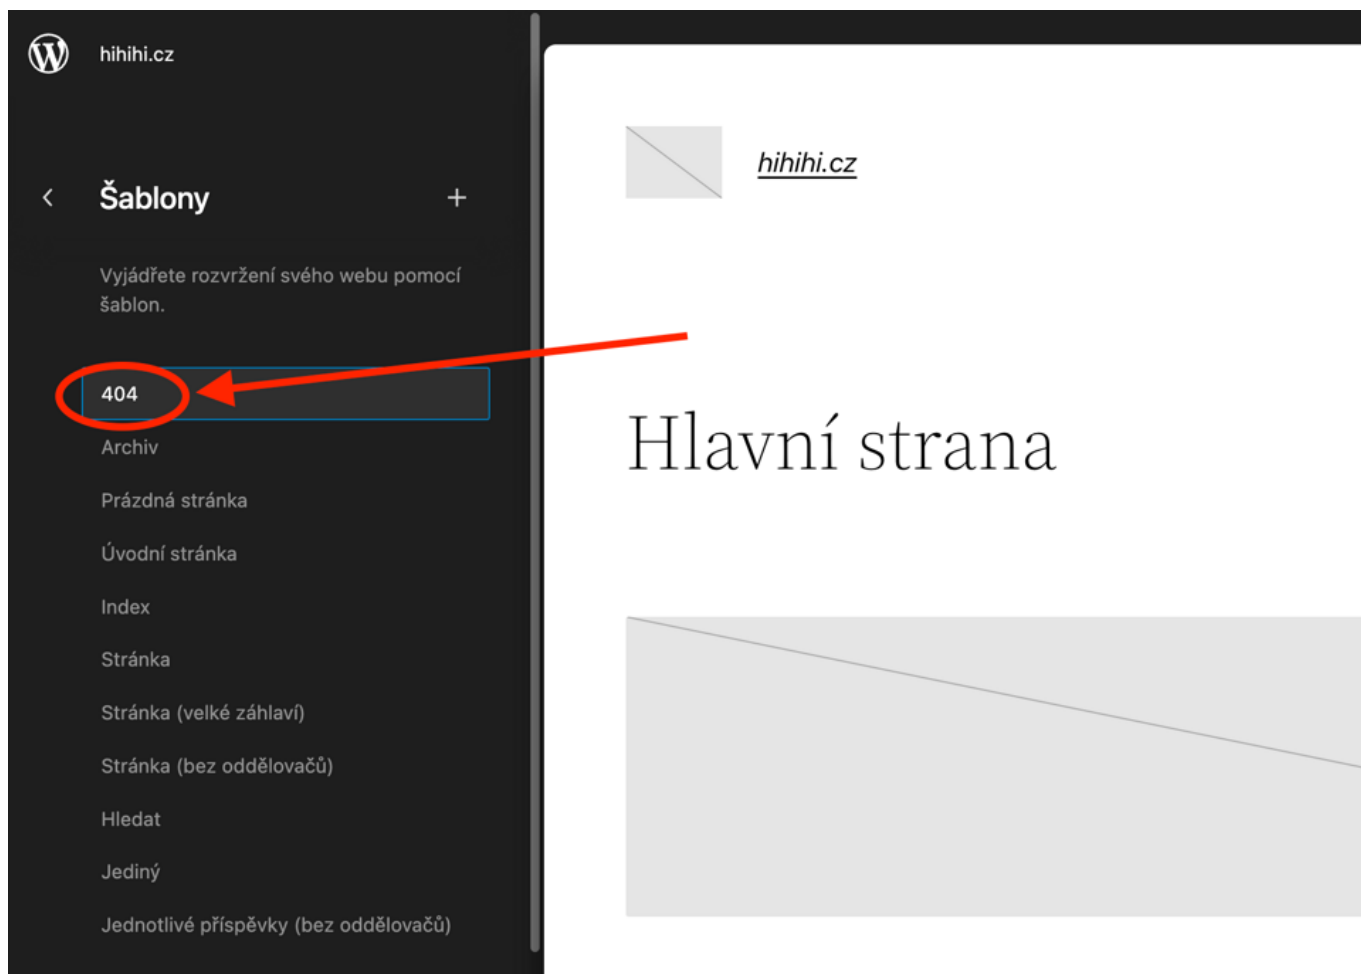 hihihi.cz
Šablony
Vyjádřete rozvržení svého webu pomocí
šablon.
404
Archiv
Prázdná stránka
Úvodní stránka
Index
Stránka
Stránka (velké záhlaví)
Stránka (bez oddělovačů)
Hledat
Jediný
Jednotlivé příspěvky (bez oddělovačů)
hihihi.cz
Hlavní strana